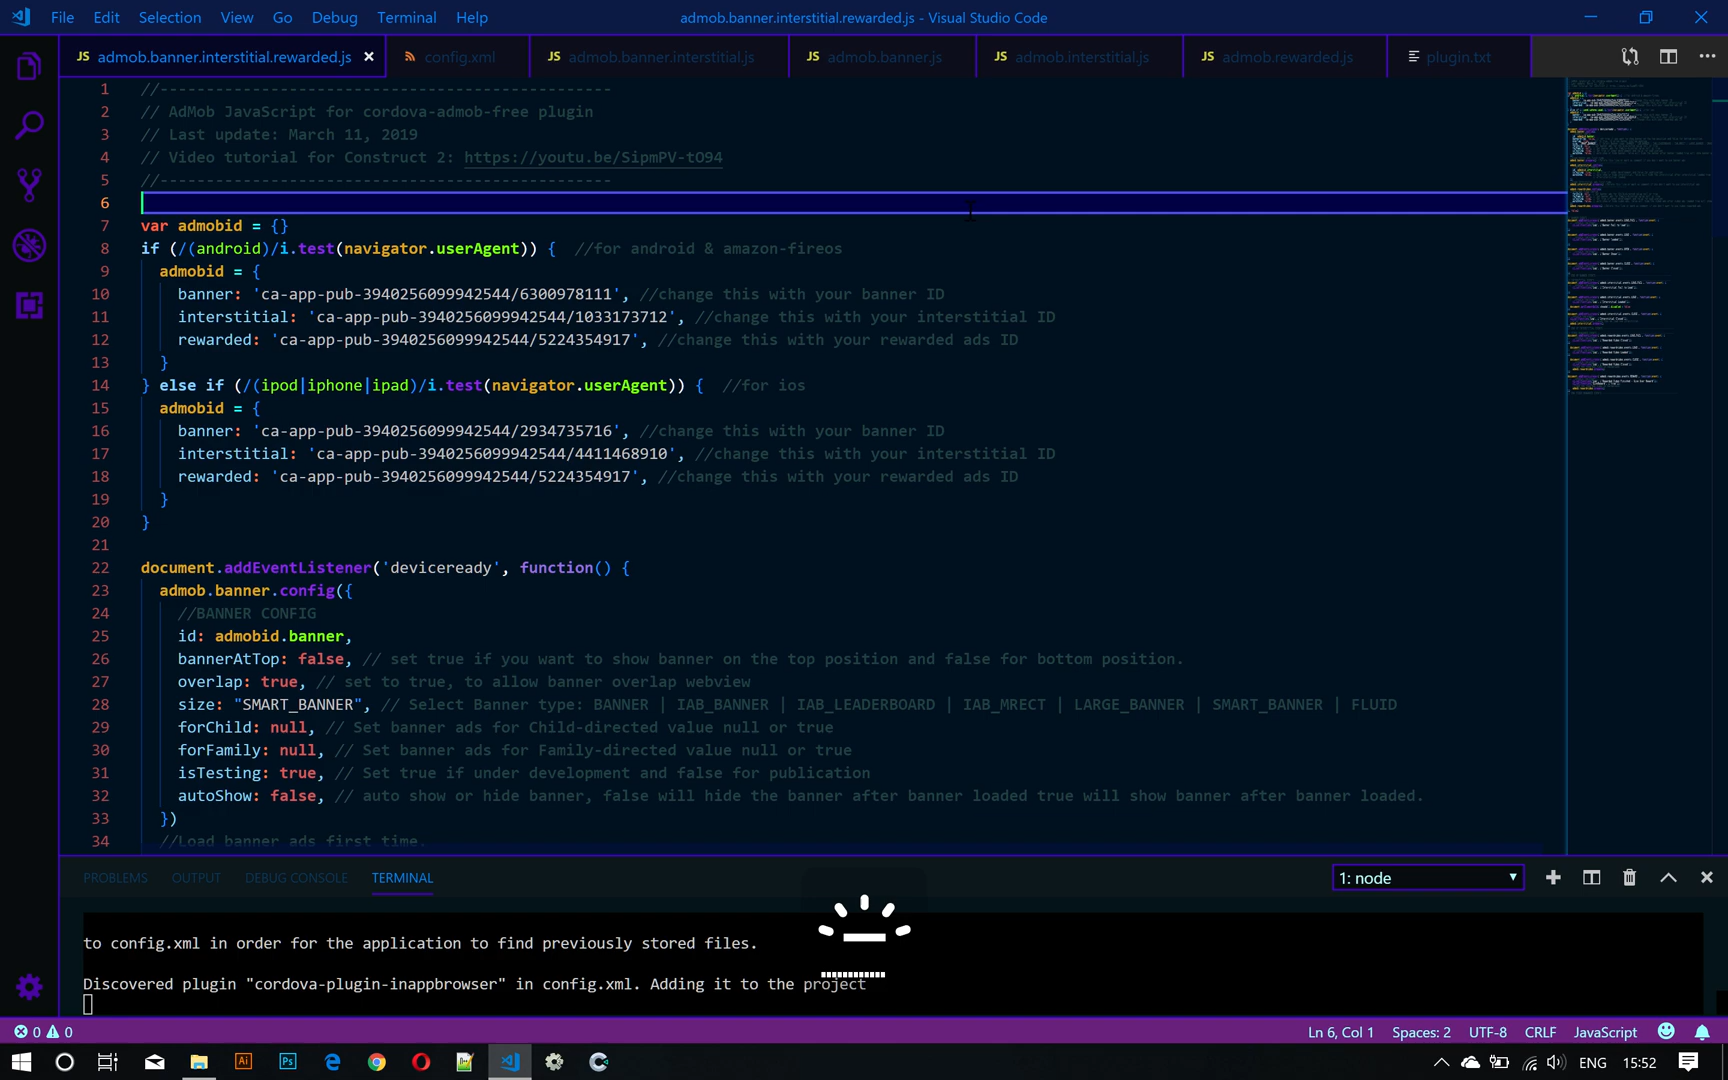 File Edit Selection View Go Debug Terminal Help admob.banner.interstitial.rewarded.js - Visual Studio Code
JS admob.banner.interstitial.rewarded.js config.xml JS admob.banner.interstitial.js JS admob.banner.js JS admob.interstitial.js JS admob.rewarded.js plugin.txt
1 //-------------------------------------------------
2 // AdMob JavaScript for cordova-admob-free plugin
3 // Last update: March 11, 2019
4 // Video tutorial for Construct 2: https://youtu.be/SipmPV-tO94
5 //-------------------------------------------------
6
7 var admobid = {}
8 if (/(android)/i.test(navigator.userAgent)) { //for android & amazon-fireos
9 admobid = {
10 banner: 'ca-app-pub-3940256099942544/6300978111', //change this with your banner ID
11 interstitial: 'ca-app-pub-3940256099942544/1033173712', //change this with your interstitial ID
12 rewarded: 'ca-app-pub-3940256099942544/5224354917', //change this with your rewarded ads ID
13 }
14 } else if (/(ipod|iphone|ipad)/i.test(navigator.userAgent)) { //for ios
15 admobid = {
16 banner: 'ca-app-pub-3940256099942544/2934735716', //change this with your banner ID
17 interstitial: 'ca-app-pub-3940256099942544/4411468910', //change this with your interstitial ID
18 rewarded: 'ca-app-pub-3940256099942544/5224354917', //change this with your rewarded ads ID
19 }
20 }
21
22 document.addEventListener('deviceready', function() {
23 admob.banner.config({
24 //BANNER CONFIG
25 id: admobid.banner,
26 bannerAtTop: false, // set true if you want to show banner on the top position and false for bottom position.
27 overlap: true, // set to true, to allow banner overlap webview
28 size: "SMART_BANNER", // Select Banner type: BANNER | IAB_BANNER | IAB_LEADERBOARD | IAB_MRECT | LARGE_BANNER | SMART_BANNER | FLUID
29 forChild: null, // Set banner ads for Child-directed value null or true
30 forFamily: null, // Set banner ads for Family-directed value null or true
31 isTesting: true, // Set true if under development and false for publication
32 autoShow: false, // auto show or hide banner, false will hide the banner after banner loaded true will show banner after banner loaded.
33 })
34 //Load banner ads first time.
PROBLEMS OUTPUT DEBUG CONSOLE TERMINAL 1: node
to config.xml in order for the application to find previously stored files.
Discovered plugin "cordova-plugin-inappbrowser" in config.xml. Adding it to the project
0 0 Ln 6, Col 1 Spaces: 2 UTF-8 CRLF JavaScript
Ai Ps ENG 15:52